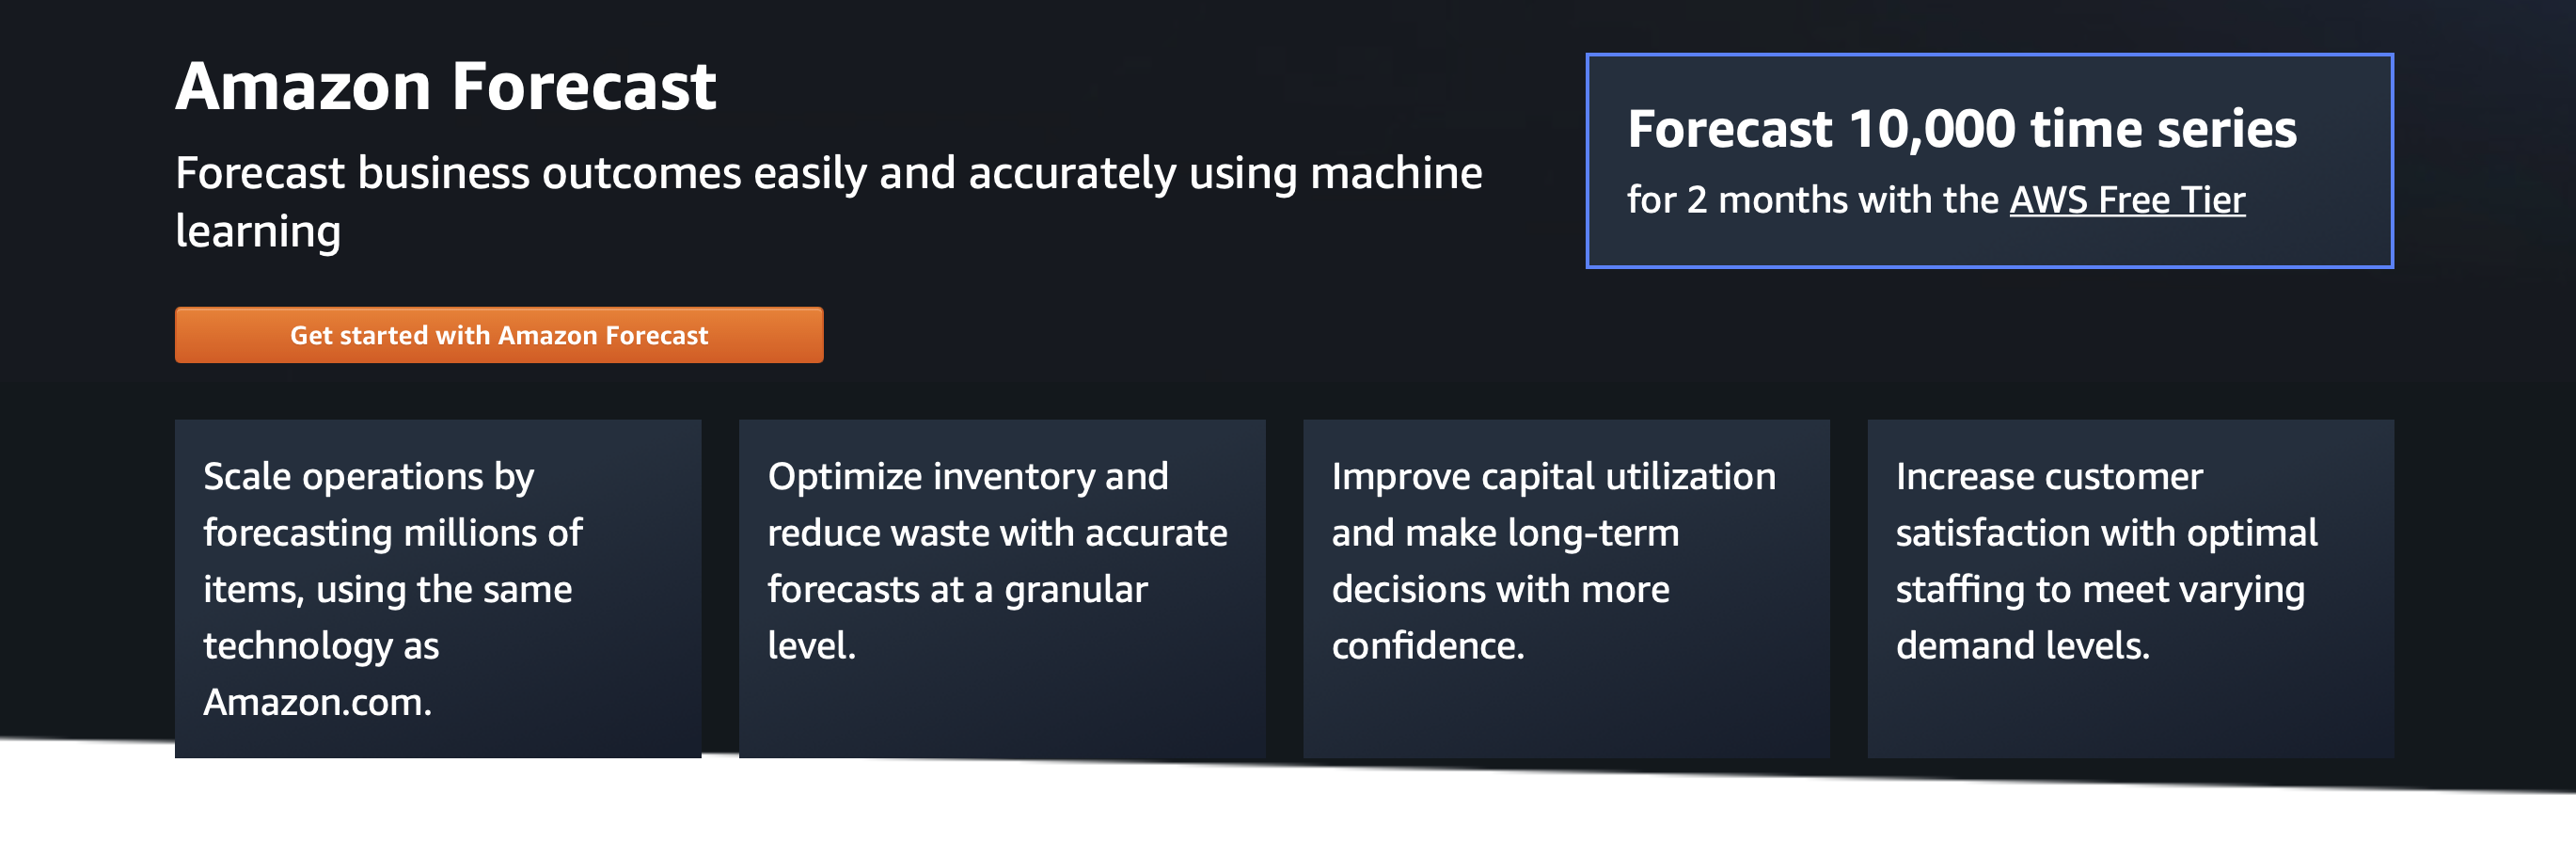 Amazon Forecast
Forecast business outcomes easily and accurately using machine
learning
Get started with Amazon Forecast
Forecast 10,000 time series
for 2 months with the AWS Free Tier
Scale operations by
forecasting millions of
items, using the same
technology as
Amazon.com.
Optimize inventory and
reduce waste with accurate
forecasts at a granular
level.
Improve capital utilization
and make long-term
decisions with more
confidence.
Increase customer
satisfaction with optimal
staffing to meet varying
demand levels.